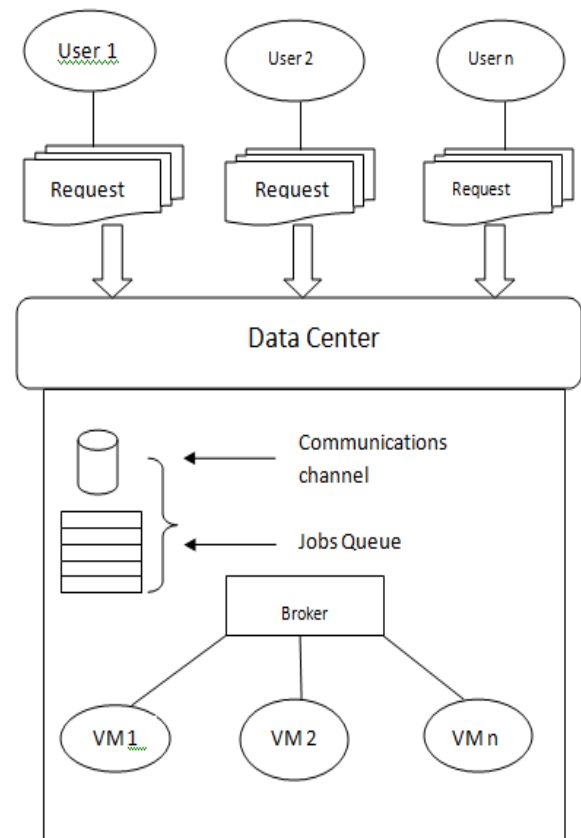 User 1
User 2
User n
Request
Request
Request
Data Center
Communications
channel
Jobs Queue
Broker
VM 1
VM 2
VM n